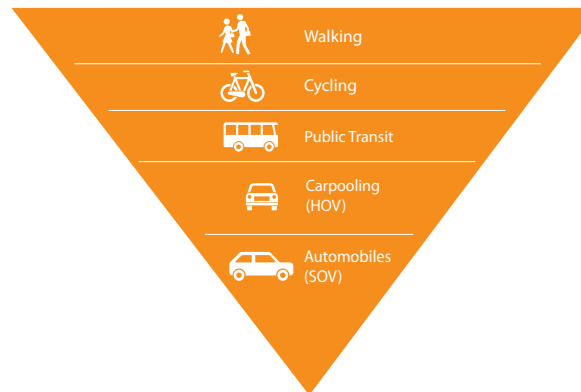 Walking
Cycling
Public Transit
Carpooling
(HOV)
Automobiles
(SOV)